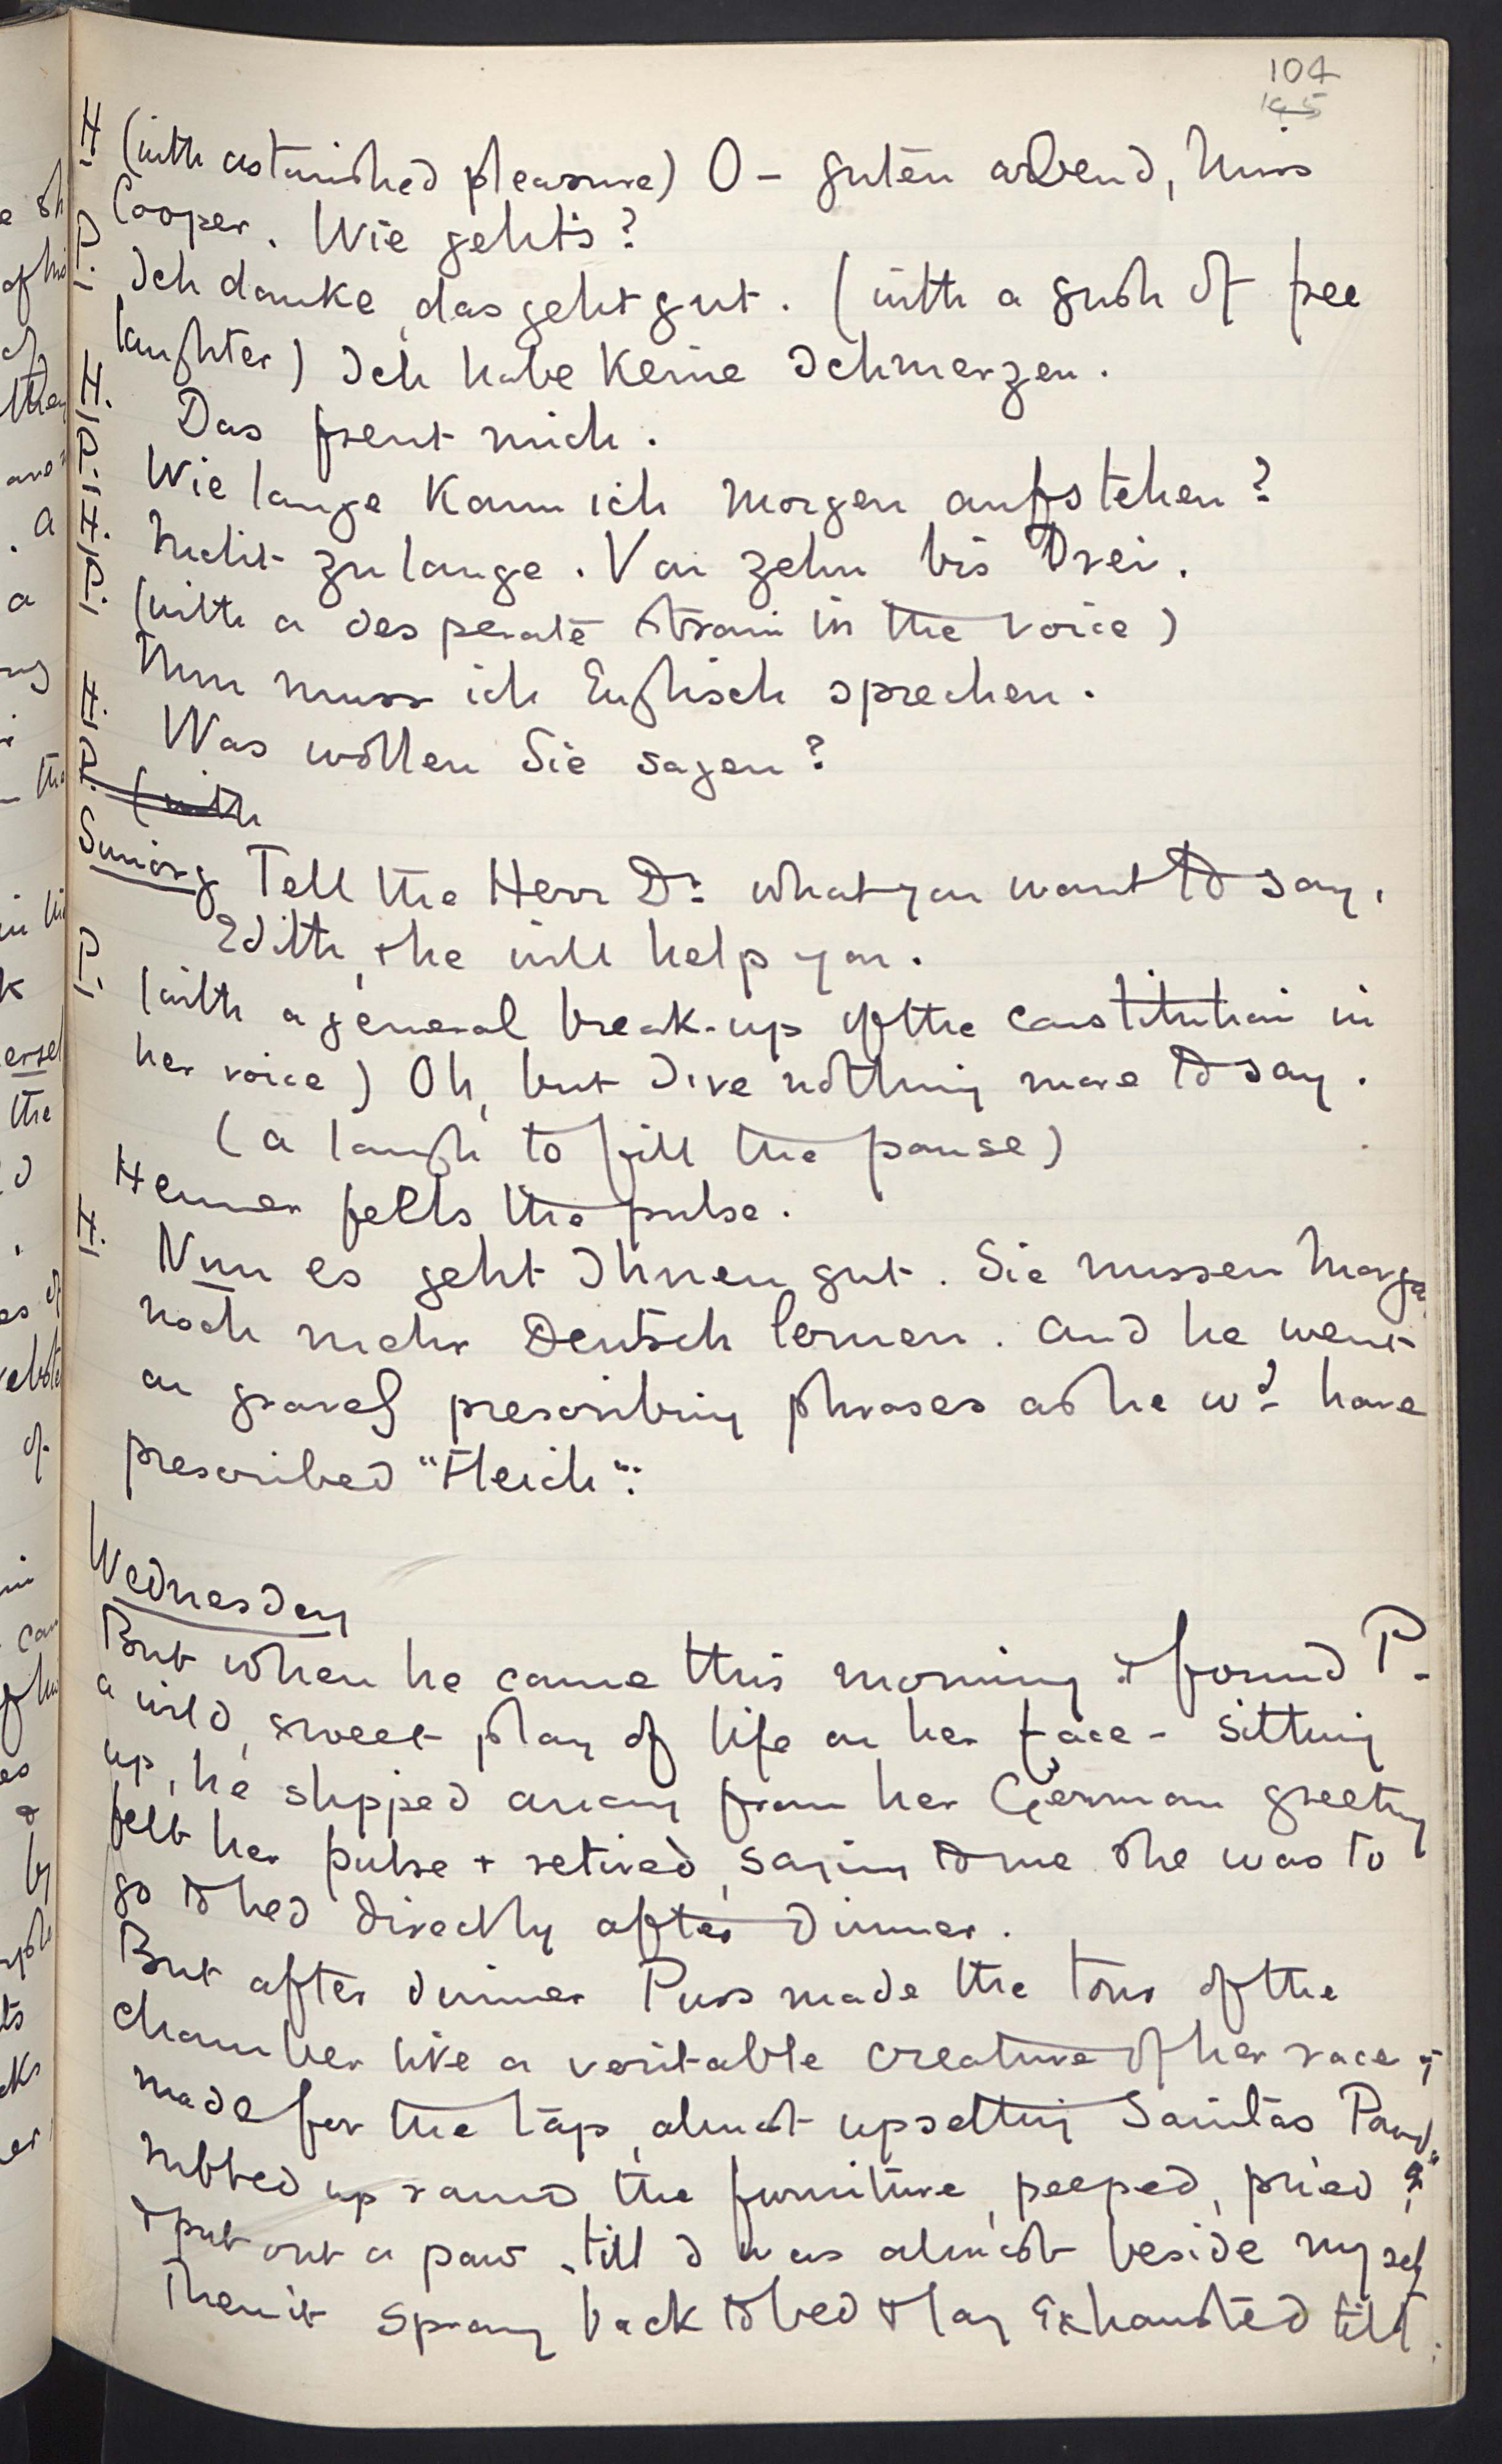 104
195
H. (with astonished pleasure) O – guten abend, Miss
Cooper. Wie geht's?
P. Ich danke, das geht gut. (with a gush of free
laughter) Ich habe keine Schmerzen.
H. Das freut mich.
P. Wie lange kann ich morgen aufstehen?
H. Nicht zu lange. Von zehn bis Drei.
P. (with a desperate strain in the voice)
Nun muss ich Englisch sprechen.
H. Was wollen Sie sagen?
P. (with
Simiorg Tell the Herr Dr. what you want to say,
Edith, & he will help you.
P. (with a general break-up of the constitution in
her voice) Oh, but I've nothing more to say.
(a laugh to fill the pause)
Henner feels the pulse.
H. Nun es geht Ihnen gut. Sie mussen Morgen
noch mehr Deutsch lernen. And he went
on gravely prescribing phrases as he wd. have
prescribed "Fleich".
Wednesday
But when he came this morning & found P–
a wild, sweet play of life on her face – sitting
up, he slipped away from her German greeting
felt her pulse & retired, saying to me she was to
go to bed directly after dinner.
But after dinner Puss made the tour of the
chamber like a veritable creature of her race &
made for the tap, almost upsetting Sanitas
rubbed up round the furniture, peeped, pried
& put out a paw, till I was almost beside myself
Then it sprang back to bed & lay exhausted till